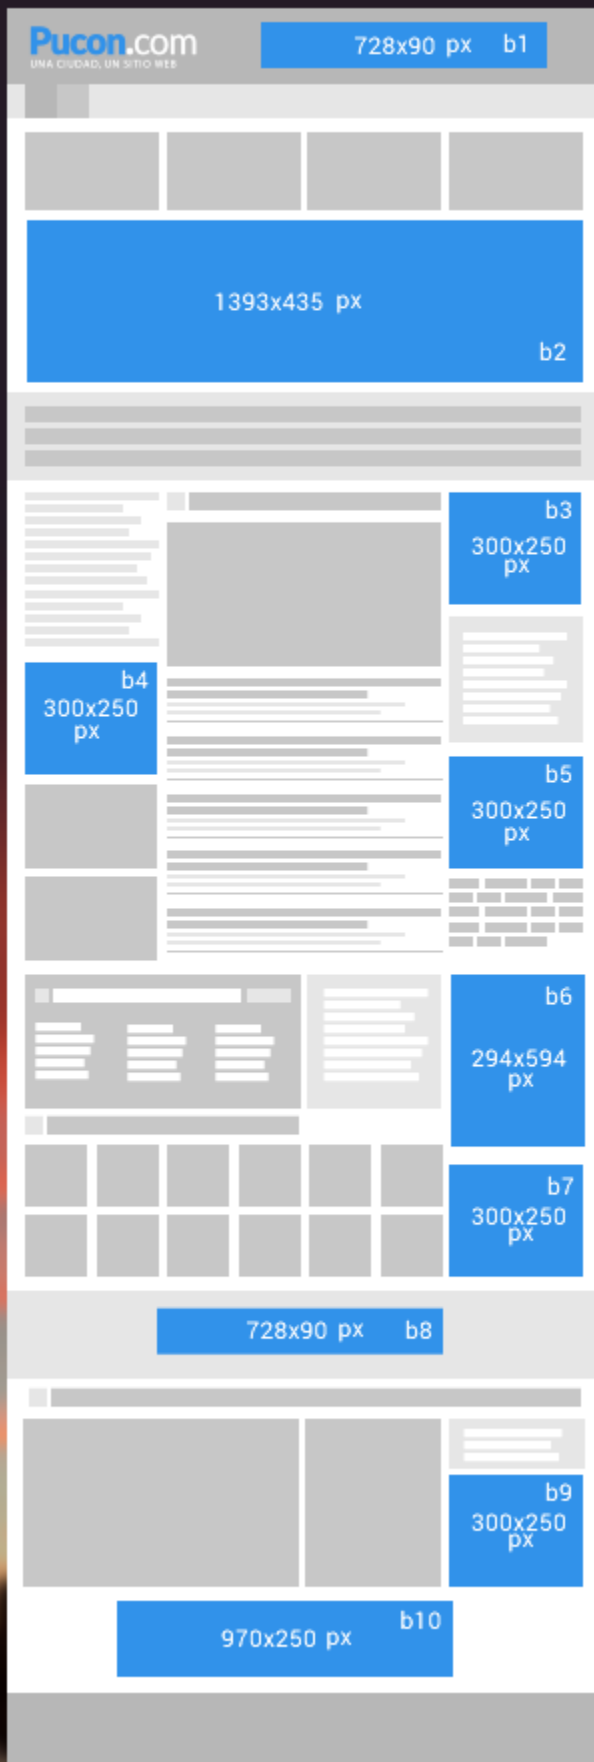 Pucon.com
UNA CIUDAD, UN SITIO WEB
728x90 px b1
1393x435 px
b2
b3
300x250
px
b4
300x250
px
b5
300x250
px
b6
294x594
px
b7
300x250
px
728x90 px b8
b9
300x250
px
b10
970x250 px